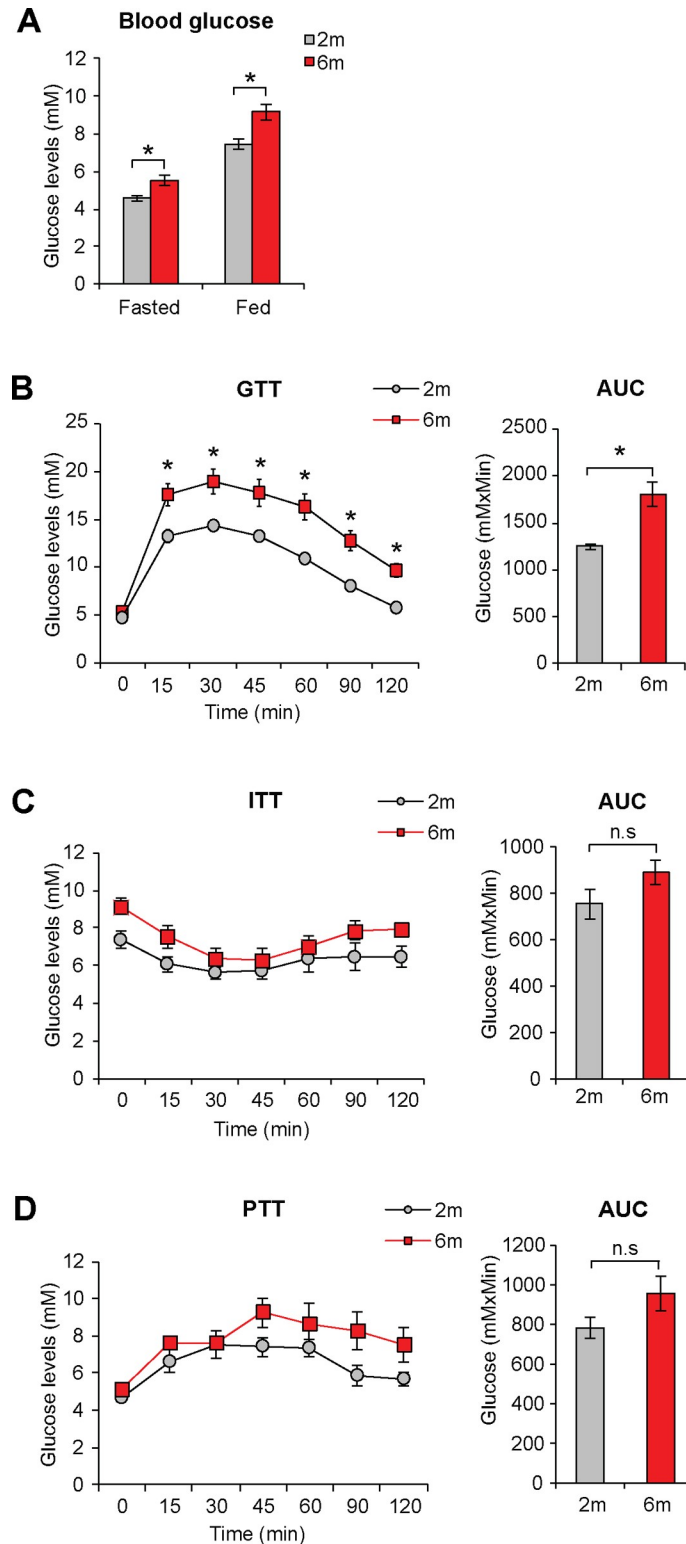 A
Blood glucose
2m
6m
Glucose levels (mM)
12
10
8
6
4
2
0
*
*
Fasted Fed
B
GTT
2m
6m
Glucose levels (mM)
25
20
15
10
5
0
* * * * * * *
0 15 30 45 60 90 120
Time (min)
AUC
Glucose (mMxMin)
2500
2000
1500
1000
500
0
*
2m 6m
C
ITT
2m
6m
Glucose levels (mM)
12
10
8
6
4
2
0
0 15 30 45 60 90 120
Time (min)
AUC
Glucose (mMxMin)
1000
800
600
400
200
0
n.s
2m 6m
D
PTT
2m
6m
Glucose levels (mM)
12
10
8
6
4
2
0
0 15 30 45 60 90 120
Time (min)
AUC
Glucose (mMxMin)
1200
1000
800
600
400
200
0
n.s
2m 6m